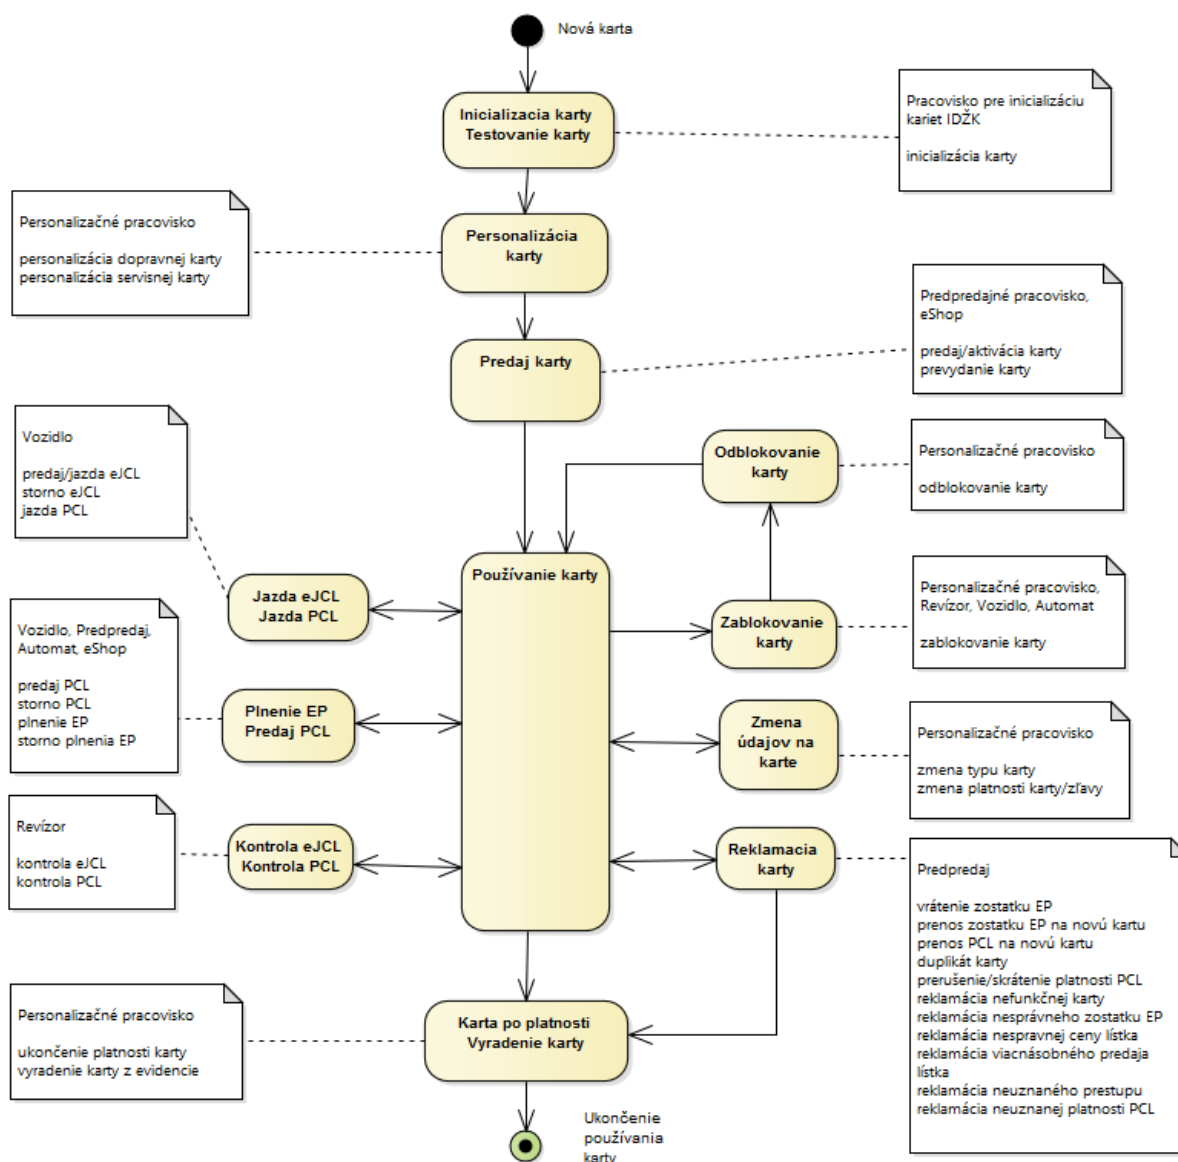 Nová karta
Inicializacia karty
Testovanie karty
Pracovisko pre inicializáciu
kariet IDŽK
inicializácia karty
Personalizačné pracovisko
personalizácia dopravnej karty
personalizácia servisnej karty
Personalizácia
karty
Predpredajné pracovisko,
eShop
predaj/aktivácia karty
prevydanie karty
Predaj karty
Vozidlo
predaj/jazda eJCL
storno eJCL
jazda PCL
Odblokovanie
karty
Personalizačné pracovisko
odblokovanie karty
Používanie karty
Jazda eJCL
Jazda PCL
Zablokovanie
karty
Personalizačné pracovisko,
Revízor, Vozidlo, Automat
zablokovanie karty
Vozidlo, Predpredaj,
Automat, eShop
predaj PCL
storno PCL
plnenie EP
storno plnenia EP
Plnenie EP
Predaj PCL
Zmena
údajov na
karte
Personalizačné pracovisko
zmena typu karty
zmena platnosti karty/zľavy
Revízor
kontrola eJCL
kontrola PCL
Kontrola eJCL
Kontrola PCL
Reklamacia
karty
Predpredaj
vrátenie zostatku EP
prenos zostatku EP na novú kartu
prenos PCL na novú kartu
duplikát karty
prerušenie/skrátenie platnosti PCL
reklamácia nefunkčnej karty
reklamácia nesprávneho zostatku EP
reklamácia nespravnej ceny lístka
reklamácia viacnásobného predaja
lístka
reklamácia neuznaného prestupu
reklamácia neuznanej platnosti PCL
Personalizačné pracovisko
ukončenie platnosti karty
vyradenie karty z evidencie
Karta po platnosti
Vyradenie karty
Ukončenie
používania
karty